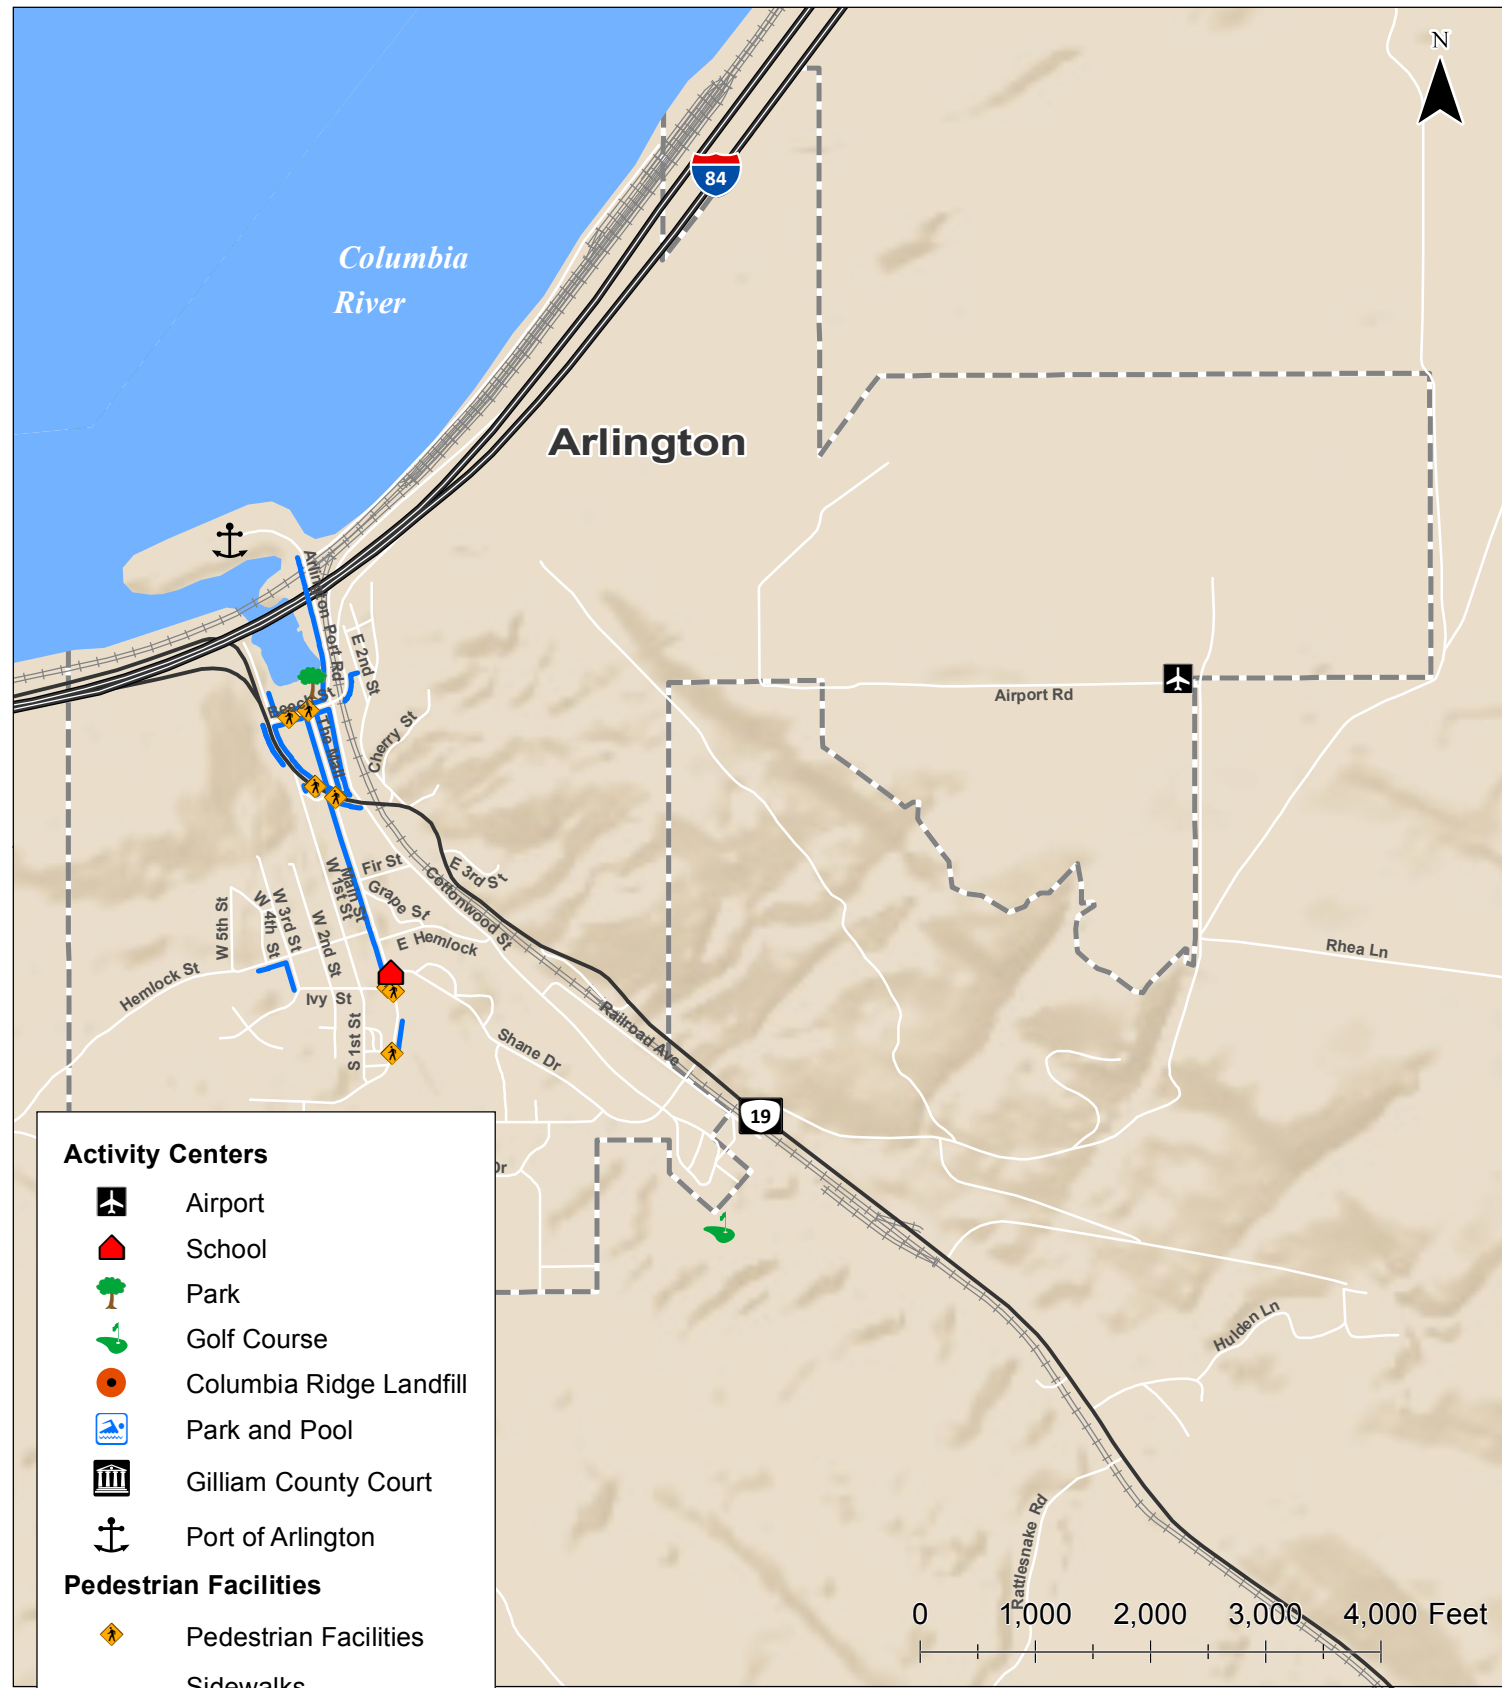 N
84
Columbia
River
Arlington
Arlington Port Rd
E 2nd St
Beech St
The Mall
Cherry St
Airport Rd
Fir St
E 3rd St
Main St
W 1st St
Grape St
Cottonwood St
W 5th St
W 4th St
W 3rd St
W 2nd St
E Hemlock
Hemlock St
Ivy St
S 1st St
Shane Dr
Railroad Ave
Rhea Ln
19
Dr
Hulden Ln
Rattlesnake Rd
Activity Centers
Airport
School
Park
Golf Course
Columbia Ridge Landfill
Park and Pool
Gilliam County Court
Port of Arlington
Pedestrian Facilities
Pedestrian Facilities
Sidewalks
0 1,000 2,000 3,000 4,000 Feet